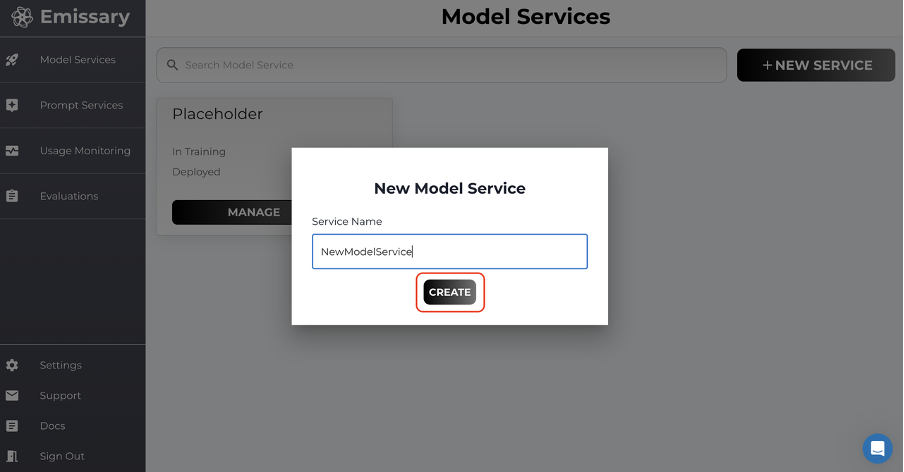 Emissary
Model Services
Prompt Services
Usage Monitoring
Evaluations
Settings
Support
Docs
Sign Out
Model Services
Search Model Service
+ NEW SERVICE
Placeholder
In Training
Deployed
MANAGE
New Model Service
Service Name
NewModelService
CREATE